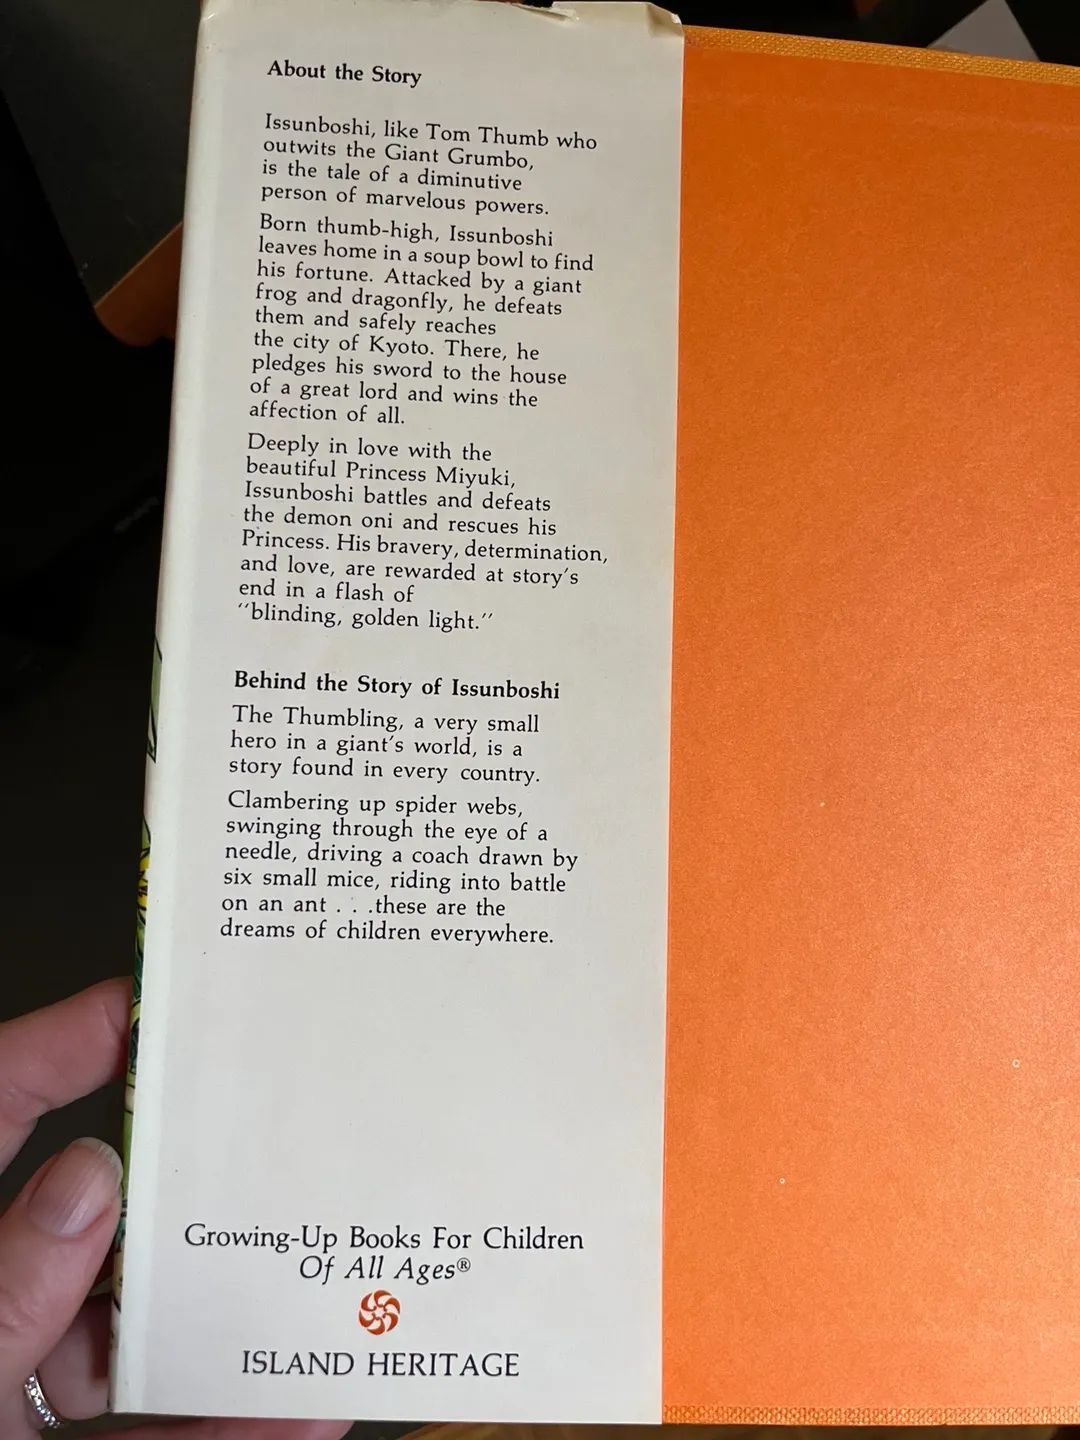 About the Story
Issunboshi, like Tom Thumb who
outwits the Giant Grumbo,
is the tale of a diminutive
person of marvelous powers.
Born thumb-high, Issunboshi
leaves home in a soup bowl to find
his fortune. Attacked by a giant
frog and dragonfly, he defeats
them and safely reaches
the city of Kyoto. There, he
pledges his sword to the house
of a great lord and wins the
affection of all.
Deeply in love with the
beautiful Princess Miyuki,
Issunboshi battles and defeats
the demon oni and rescues his
Princess. His bravery, determination,
and love, are rewarded at story's
end in a flash of
"blinding, golden light."
Behind the Story of Issunboshi
The Thumbling, a very small
hero in a giant's world, is a
story found in every country.
Clambering up spider webs,
swinging through the eye of a
needle, driving a coach drawn by
six small mice, riding into battle
on an ant . . .these are the
dreams of children everywhere.
Growing-Up Books For Children
Of All Ages®
ISLAND HERITAGE